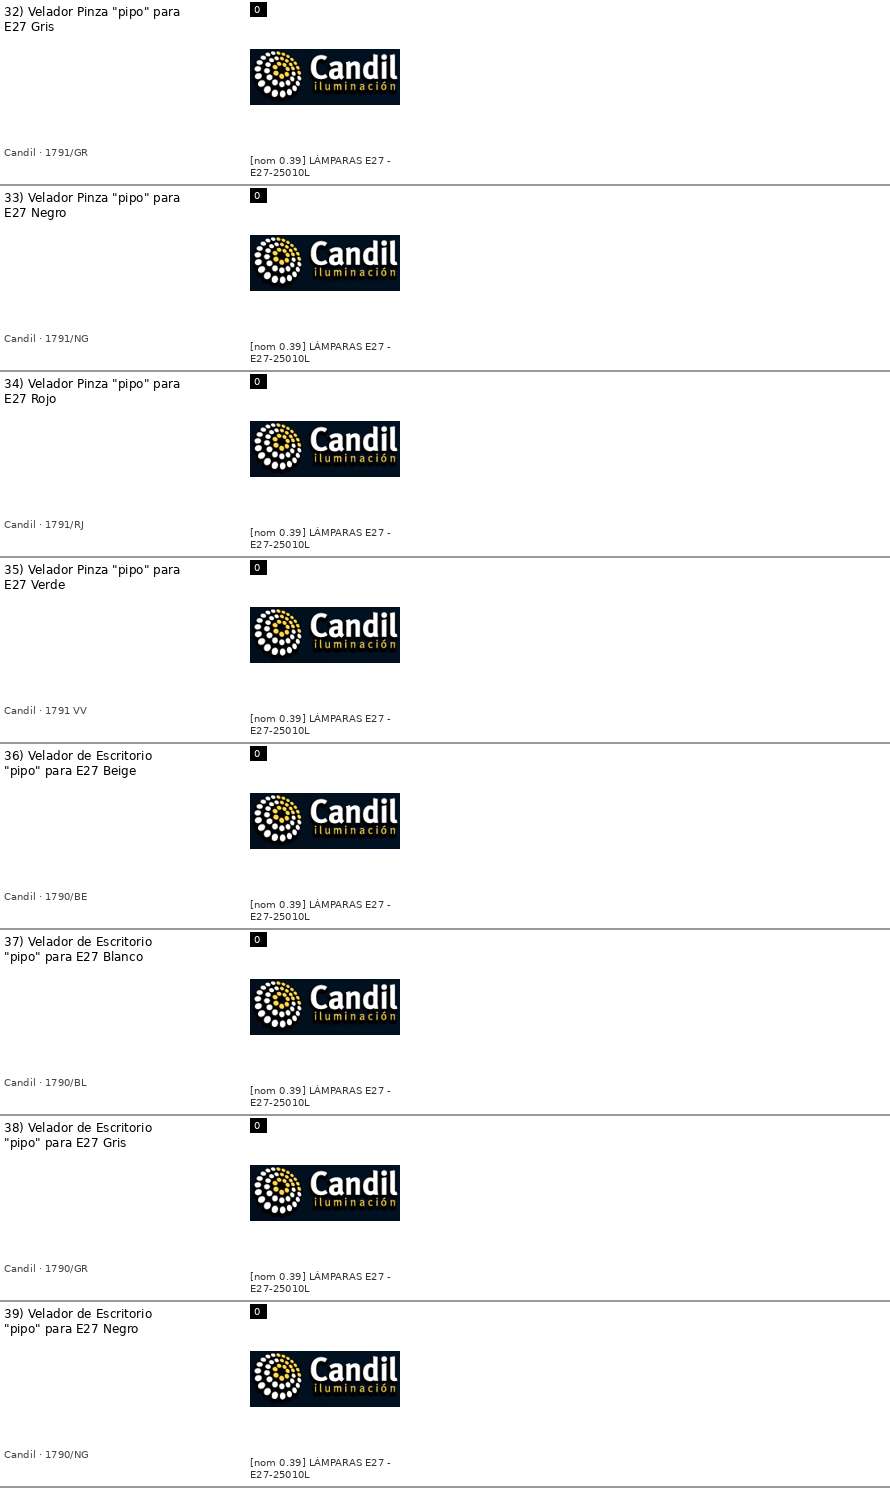 32) Velador Pinza "pipo" para
E27 Gris
0
Candil
iluminación
Candil · 1791/GR
[nom 0.39] LÁMPARAS E27 -
E27-25010L
33) Velador Pinza "pipo" para
E27 Negro
0
Candil
iluminación
Candil · 1791/NG
[nom 0.39] LÁMPARAS E27 -
E27-25010L
34) Velador Pinza "pipo" para
E27 Rojo
0
Candil
iluminación
Candil · 1791/RJ
[nom 0.39] LÁMPARAS E27 -
E27-25010L
35) Velador Pinza "pipo" para
E27 Verde
0
Candil
iluminación
Candil · 1791 VV
[nom 0.39] LÁMPARAS E27 -
E27-25010L
36) Velador de Escritorio
"pipo" para E27 Beige
0
Candil
iluminación
Candil · 1790/BE
[nom 0.39] LÁMPARAS E27 -
E27-25010L
37) Velador de Escritorio
"pipo" para E27 Blanco
0
Candil
iluminación
Candil · 1790/BL
[nom 0.39] LÁMPARAS E27 -
E27-25010L
38) Velador de Escritorio
"pipo" para E27 Gris
0
Candil
iluminación
Candil · 1790/GR
[nom 0.39] LÁMPARAS E27 -
E27-25010L
39) Velador de Escritorio
"pipo" para E27 Negro
0
Candil
iluminación
Candil · 1790/NG
[nom 0.39] LÁMPARAS E27 -
E27-25010L